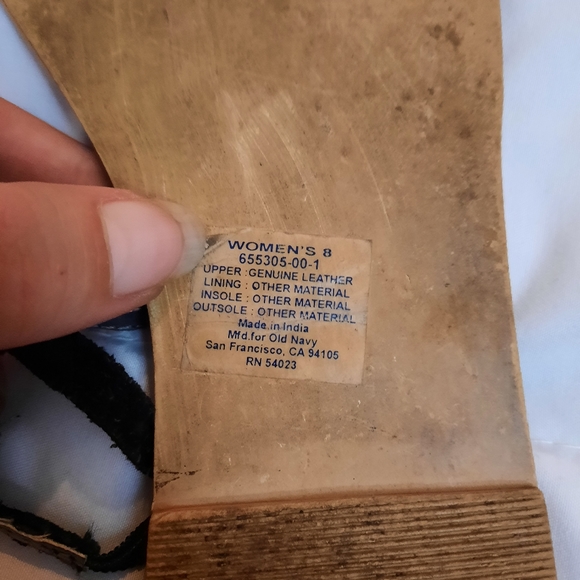 WOMEN'S 8
655305-00-1
UPPER :GENUINE LEATHER
LINING : OTHER MATERIAL
INSOLE : OTHER MATERIAL
OUTSOLE : OTHER MATERIAL
Made in India
Mfd.for Old Navy
San Francisco, CA 94105
RN 54023